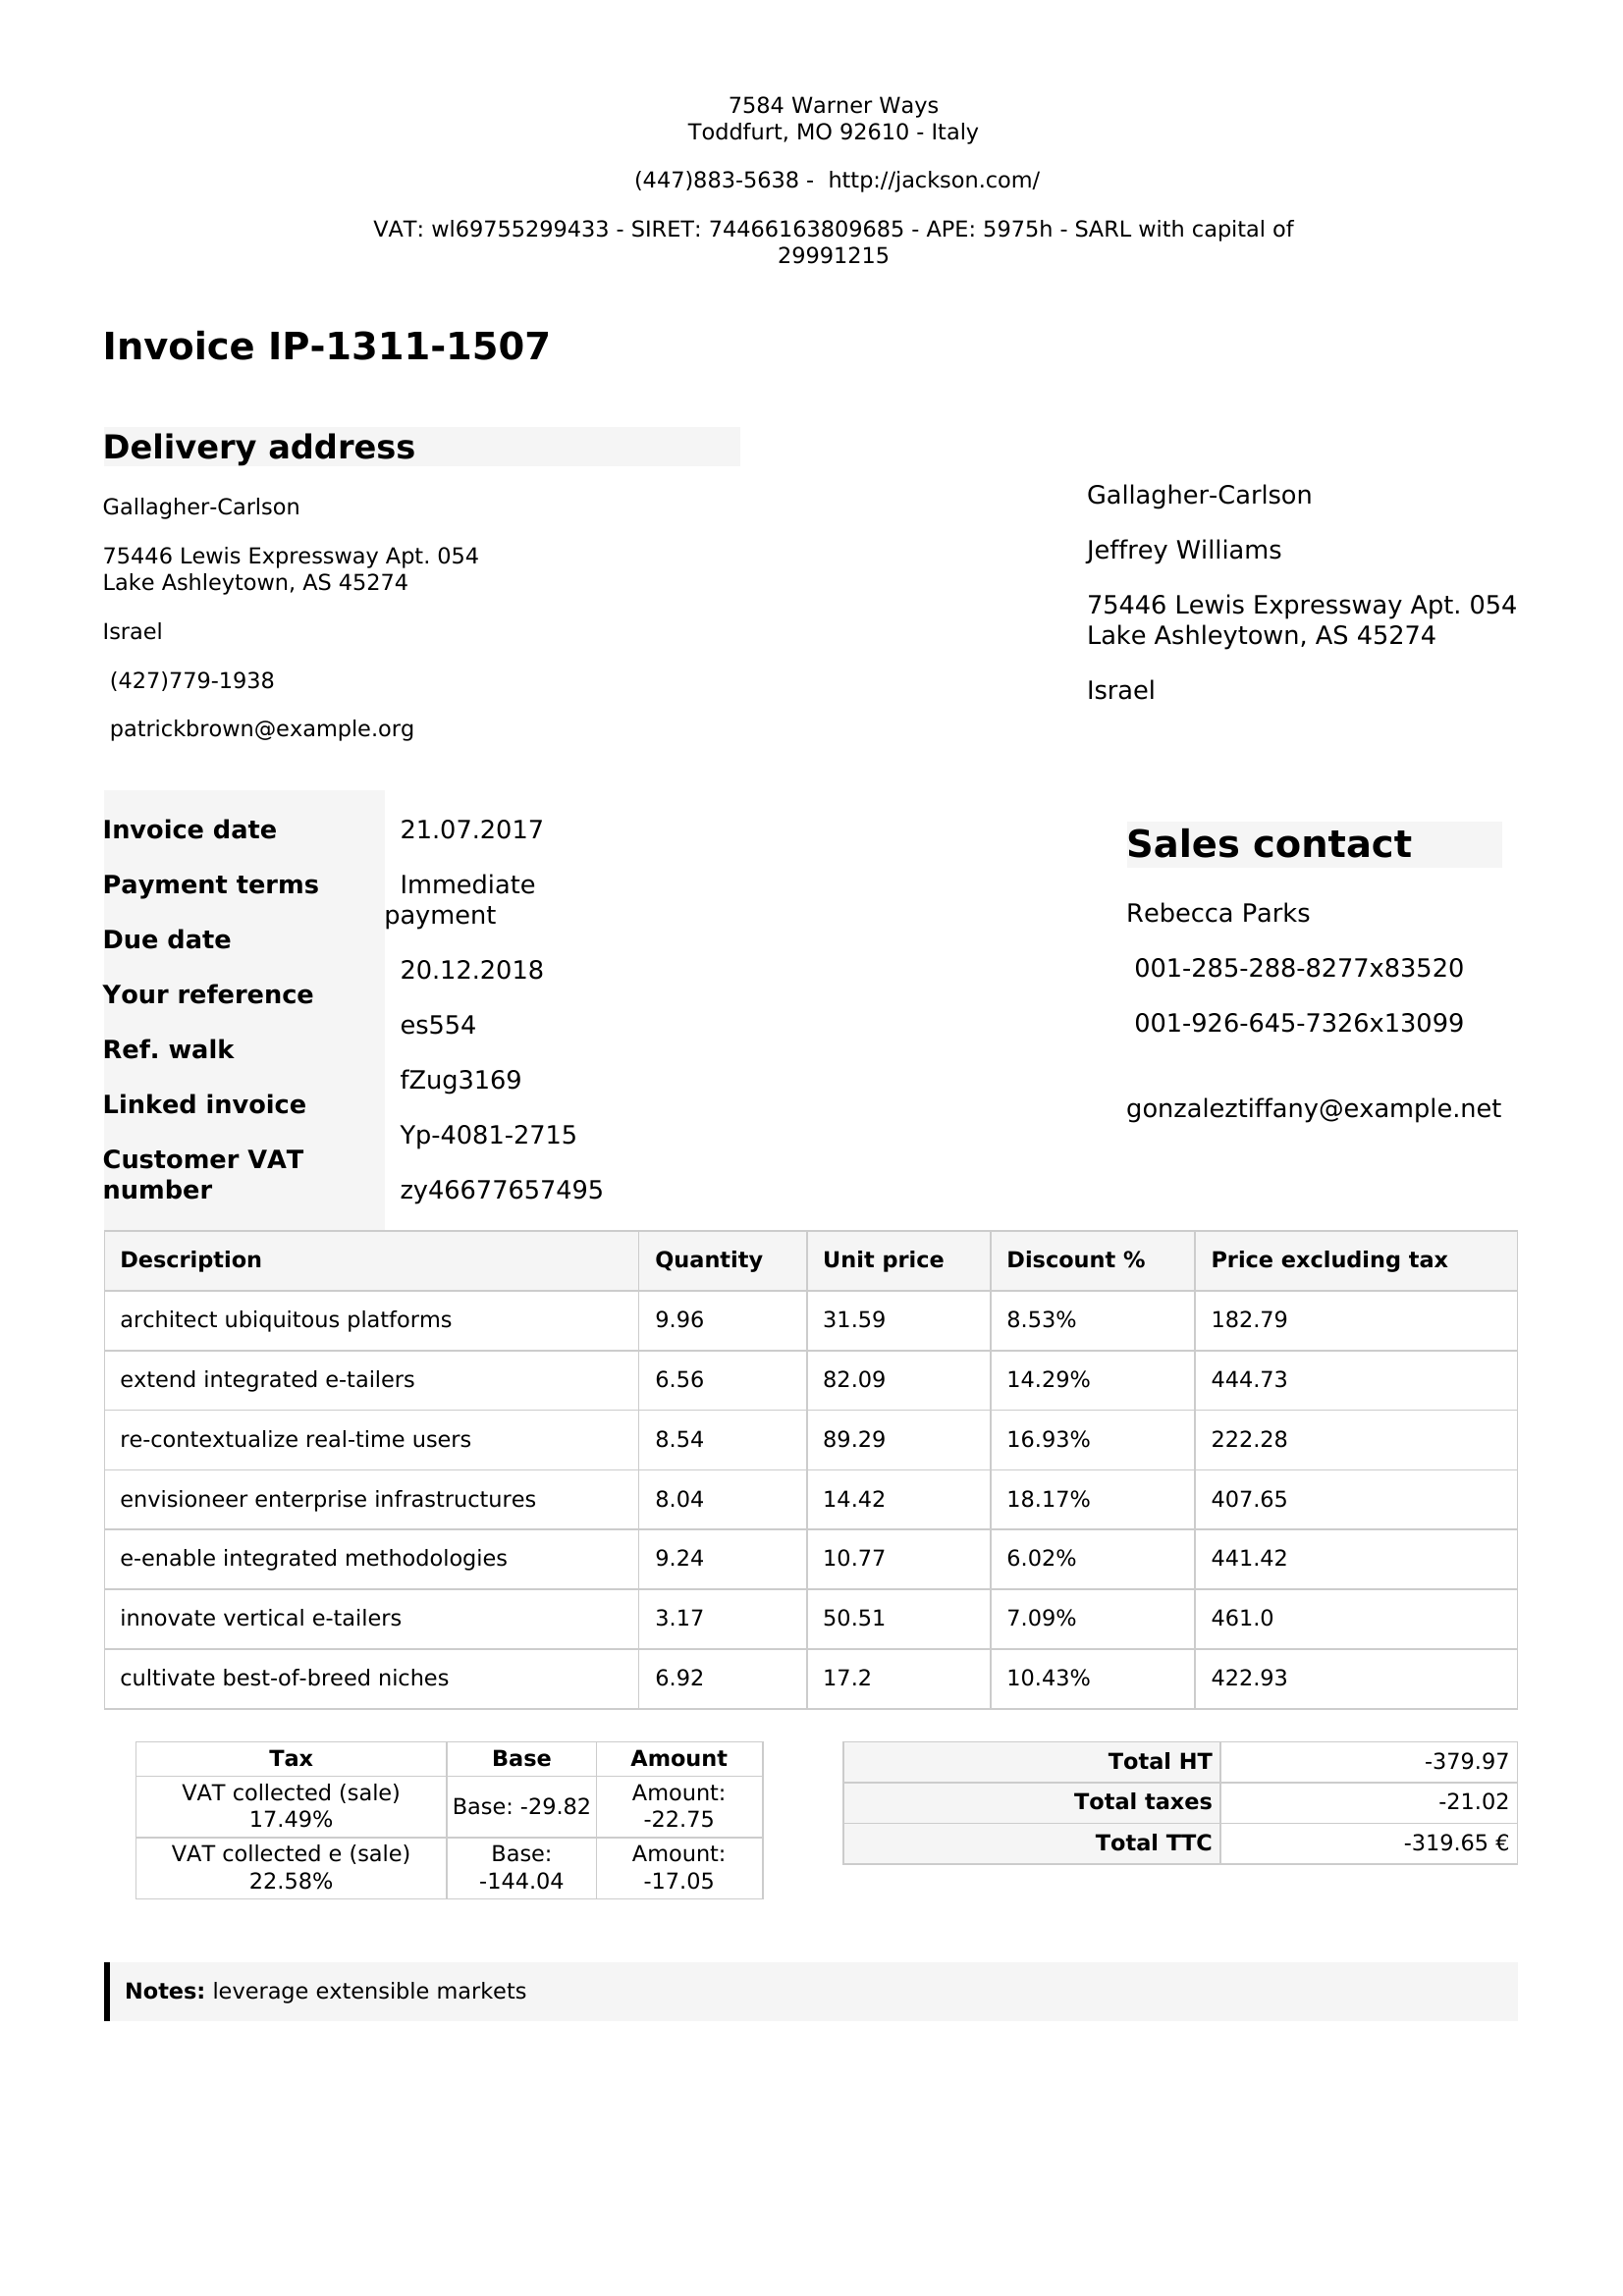 7584 Warner Ways
Toddfurt, MO 92610 - Italy
(447)883-5638 - http://jackson.com/
VAT: wl69755299433 - SIRET: 74466163809685 - APE: 5975h - SARL with capital of
29991215
Invoice IP-1311-1507
Delivery address
Gallagher-Carlson
75446 Lewis Expressway Apt. 054
Lake Ashleytown, AS 45274
Israel
(427)779-1938
patrickbrown@example.org
Gallagher-Carlson
Jeffrey Williams
75446 Lewis Expressway Apt. 054
Lake Ashleytown, AS 45274
Israel
Invoice date
Payment terms
Due date
Your reference
Ref. walk
Linked invoice
Customer VAT
number
21.07.2017
Immediate
payment
20.12.2018
es554
fZug3169
Yp-4081-2715
zy46677657495
Sales contact
Rebecca Parks
001-285-288-8277x83520
001-926-645-7326x13099
gonzaleztiffany@example.net
Description Quantity Unit price Discount % Price excluding tax
architect ubiquitous platforms 9.96 31.59 8.53% 182.79
extend integrated e-tailers 6.56 82.09 14.29% 444.73
re-contextualize real-time users 8.54 89.29 16.93% 222.28
envisioneer enterprise infrastructures 8.04 14.42 18.17% 407.65
e-enable integrated methodologies 9.24 10.77 6.02% 441.42
innovate vertical e-tailers 3.17 50.51 7.09% 461.0
cultivate best-of-breed niches 6.92 17.2 10.43% 422.93
Tax Base Amount
VAT collected (sale) 
17.49% Base: -29.82 Amount: 
-22.75
VAT collected e (sale) 
22.58% Base: 
-144.04 Amount: 
-17.05
Total HT -379.97
Total taxes -21.02
Total TTC -319.65 €
Notes: leverage extensible markets